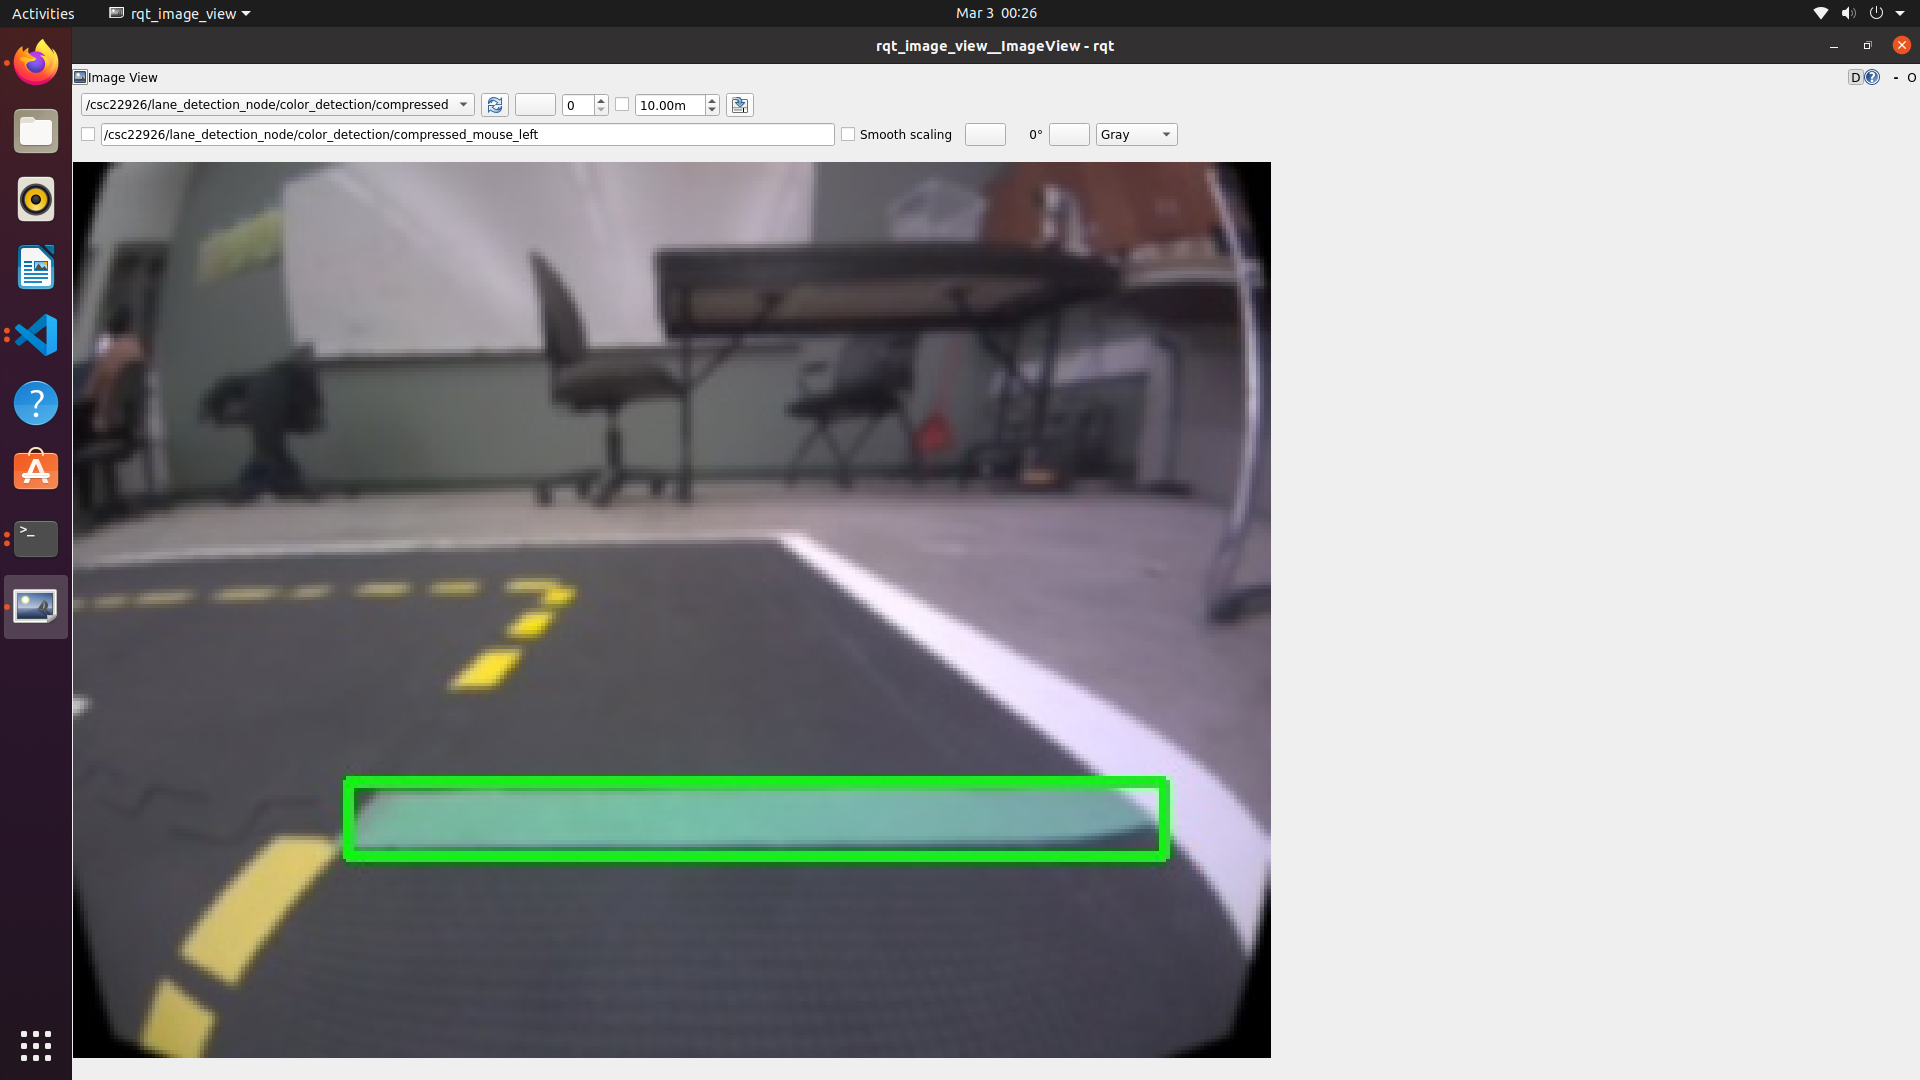 Activities
rqt_image_view
Mar 3 00:26
rqt_image_view__ImageView - rqt
Image View
D
?
- O
/csc22926/lane_detection_node/color_detection/compressed
0
10.00m
/csc22926/lane_detection_node/color_detection/compressed_mouse_left
Smooth scaling
0°
Gray
?
>_